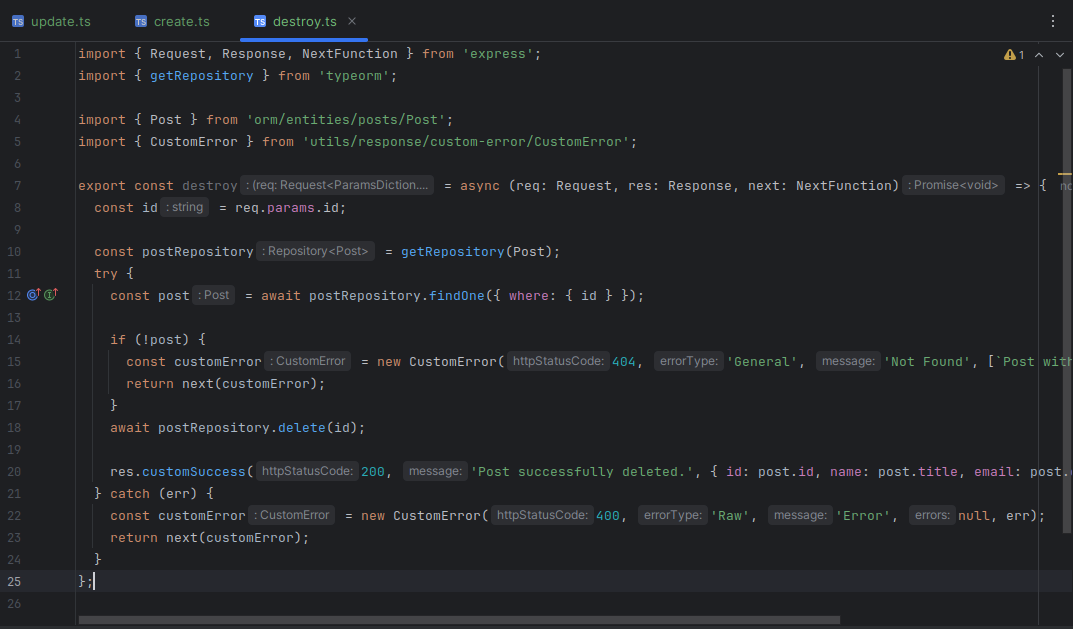 TS update.ts TS create.ts TS destroy.ts ×
1 import { Request, Response, NextFunction } from 'express'; 1
2 import { getRepository } from 'typeorm';
3
4 import { Post } from 'orm/entities/posts/Post';
5 import { CustomError } from 'utils/response/custom-error/CustomError';
6
7 export const destroy : (req: Request<ParamsDiction.... = async (req: Request, res: Response, next: NextFunction) : Promise<void> => {
8 const id : string = req.params.id;
9
10 const postRepository : Repository<Post> = getRepository(Post);
11 try {
12 const post : Post = await postRepository.findOne({ where: { id } });
13
14 if (!post) {
15 const customError : CustomError = new CustomError( httpStatusCode: 404, errorType: 'General', message: 'Not Found', [`Post with
16 return next(customError);
17 }
18 await postRepository.delete(id);
19
20 res.customSuccess( httpStatusCode: 200, message: 'Post successfully deleted.', { id: post.id, name: post.title, email: post.
21 } catch (err) {
22 const customError : CustomError = new CustomError( httpStatusCode: 400, errorType: 'Raw', message: 'Error', errors: null, err);
23 return next(customError);
24 }
25 };
26